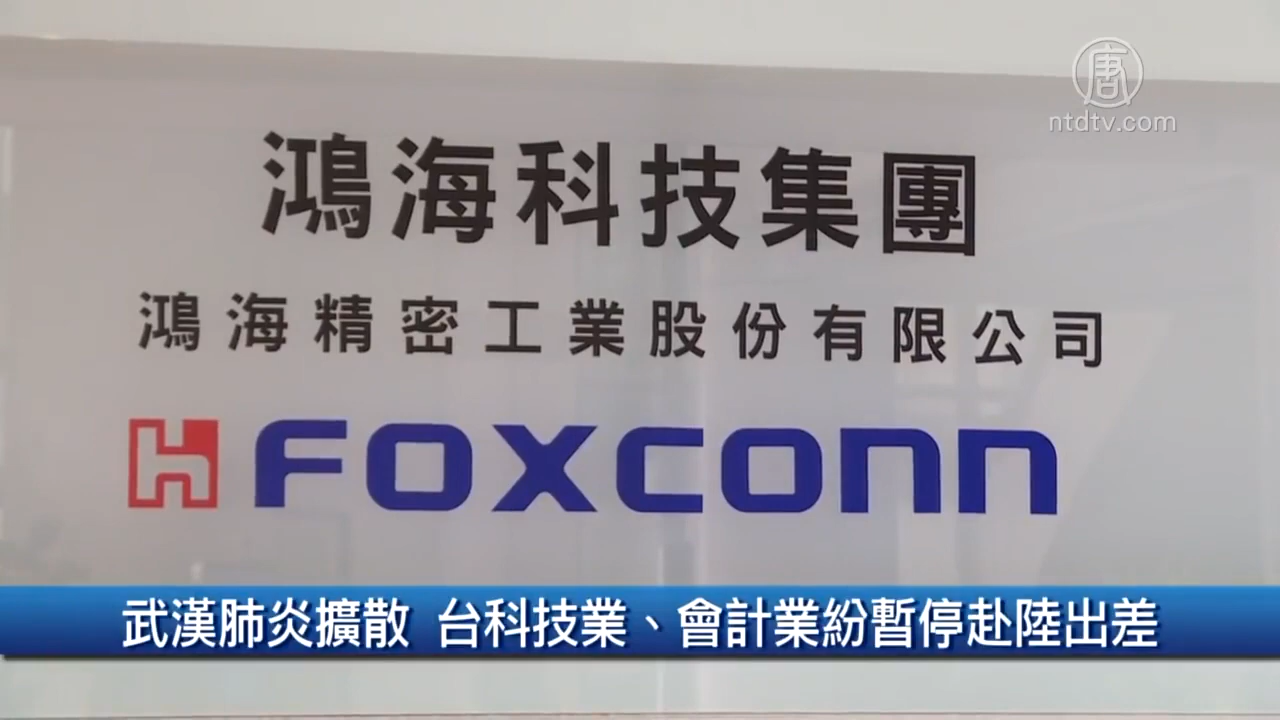 唐
ntdtv.com
鴻海科技集團
鴻海精密工業股份有限公司
h FOXCONN
武漢肺炎擴散 台科技業、會計業紛暫停赴陸出差